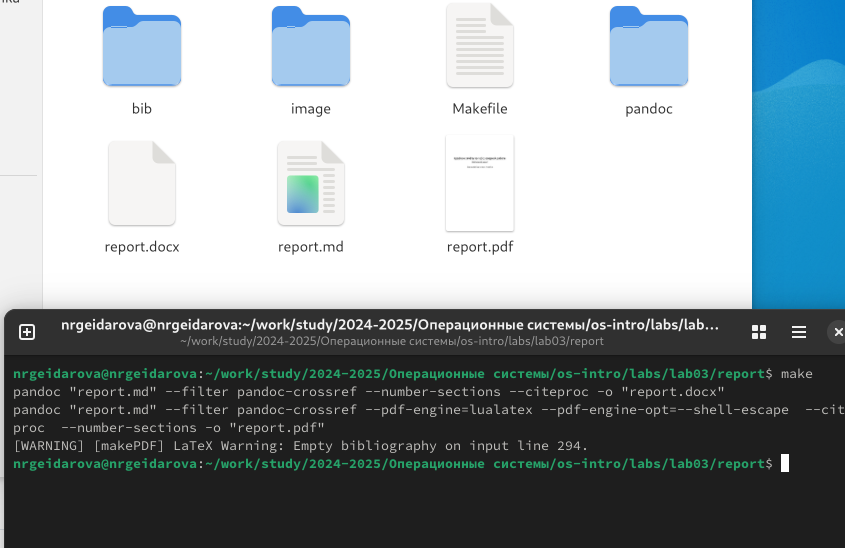 bib
image
Makefile
pandoc
report.docx
report.md
report.pdf
nrgeidarova@nrgeidarova:~/work/study/2024-2025/Операционные системы/os-intro/labs/lab...
~/work/study/2024-2025/Операционные системы/os-intro/labs/lab03/report
nrgeidarova@nrgeidarova:~/work/study/2024-2025/Операционные системы/os-intro/labs/lab03/report$ make
pandoc "report.md" --filter pandoc-crossref --number-sections --citeproc -o "report.docx"
pandoc "report.md" --filter pandoc-crossref --pdf-engine=lualatex --pdf-engine-opt=--shell-escape  --cit
proc  --number-sections -o "report.pdf"
[WARNING] [makePDF] LaTeX Warning: Empty bibliography on input line 294.
nrgeidarova@nrgeidarova:~/work/study/2024-2025/Операционные системы/os-intro/labs/lab03/report$